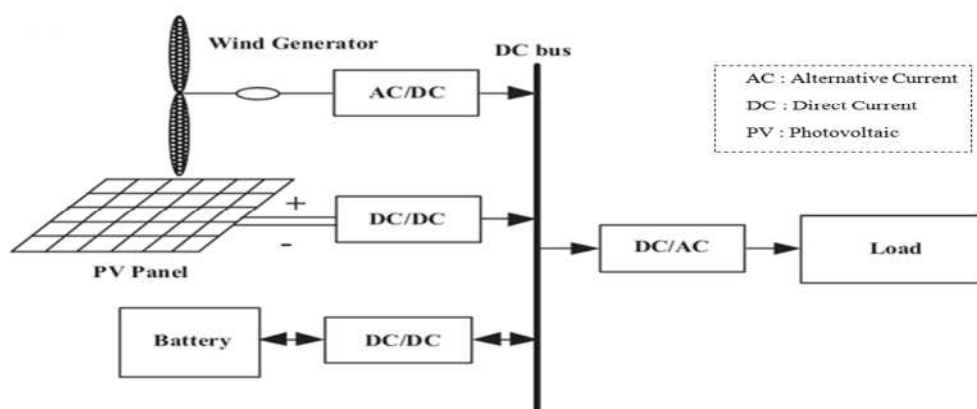 Wind Generator
DC bus
AC/DC
AC : Alternative Current
DC : Direct Current
PV : Photovoltaic
+
-
DC/DC
PV Panel
DC/AC
Load
Battery
DC/DC